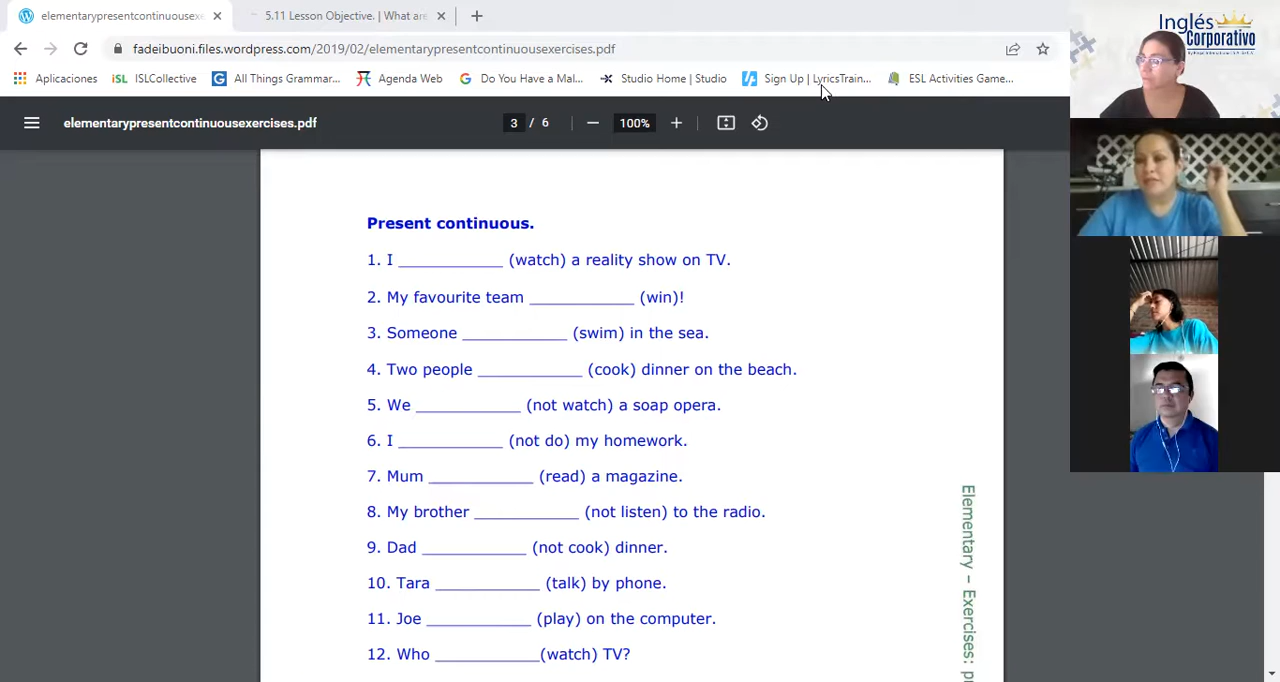 elementarypresentcontinuousexe
5.11 Lesson Objective. | What are
fadeibuoni.files.wordpress.com/2019/02/elementarypresentcontinuousexercises.pdf
Aplicaciones
iSL ISLCollective
All Things Grammar...
Agenda Web
Do You Have a Mal...
Studio Home | Studio
Sign Up | LyricsTrain...
ESL Activities Game...
elementarypresentcontinuousexercises.pdf
3 / 6
100%
Present continuous.
1. I ____________ (watch) a reality show on TV.
2. My favourite team ____________ (win)!
3. Someone ____________ (swim) in the sea.
4. Two people ____________ (cook) dinner on the beach.
5. We ____________ (not watch) a soap opera.
6. I ____________ (not do) my homework.
7. Mum ____________ (read) a magazine.
8. My brother ____________ (not listen) to the radio.
9. Dad ____________ (not cook) dinner.
10. Tara ____________ (talk) by phone.
11. Joe ____________ (play) on the computer.
12. Who ____________(watch) TV?
Elementary – Exercises:
Inglés
Corporativo